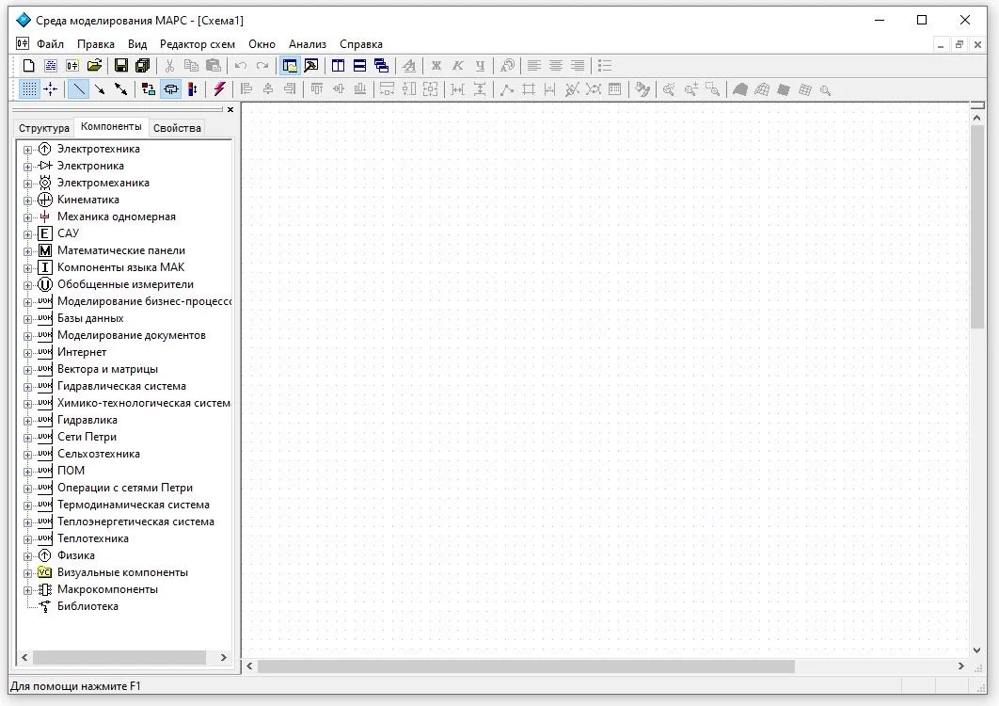 Среда моделирования МАРС - [Схема1]
Файл Правка Вид Редактор схем Окно Анализ Справка
Ж К Ч
Структура Компоненты Свойства
Электротехника
Электроника
Электромеханика
Кинематика
Механика одномерная
E САУ
M Математические панели
I Компоненты языка МАК
U Обобщенные измерители
Моделирование бизнес-процессо
Базы данных
Моделирование документов
Интернет
Вектора и матрицы
Гидравлическая система
Химико-технологическая систем
Гидравлика
Сети Петри
Сельхозтехника
ПОМ
Операции с сетями Петри
Термодинамическая система
Теплоэнергетическая система
Теплотехника
Физика
VC Визуальные компоненты
Макрокомпоненты
Библиотека
Для помощи нажмите F1